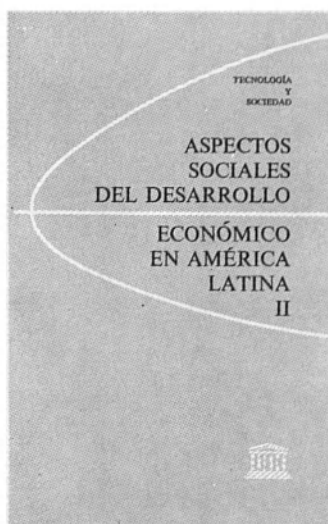 TECNOLOGÍA
Y
SOCIEDAD
ASPECTOS
SOCIALES
DEL DESARROLLO
ECONÓMICO
EN AMÉRICA
LATINA
II